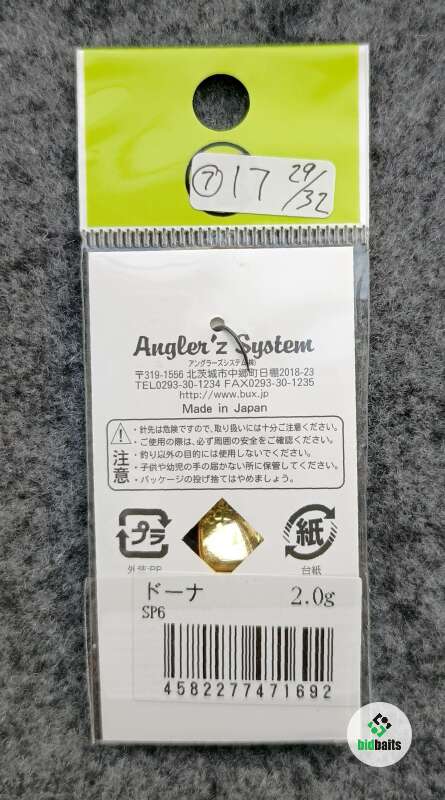 ⑦ 17 29/32
Angler'z System
アングラーズシステム(株)
〒319-1556 北茨城市中郷町日棚2018-23
TEL0293-30-1234 FAX0293-30-1235
http://www.bux.jp
Made in Japan
注意
・針先は危険ですので、取り扱いには十分ご注意ください。
・ご使用の際は、必ず周囲の安全をご確認ください。
・釣り以外の目的には使用しないでください。
・子供や幼児の手の届かない所に保管してください。
・パッケージの投げ捨てはやめましょう。
プラ
紙
外装:PP
台紙
ドーナ 2.0g
SP6
4582277471692
bidbaits